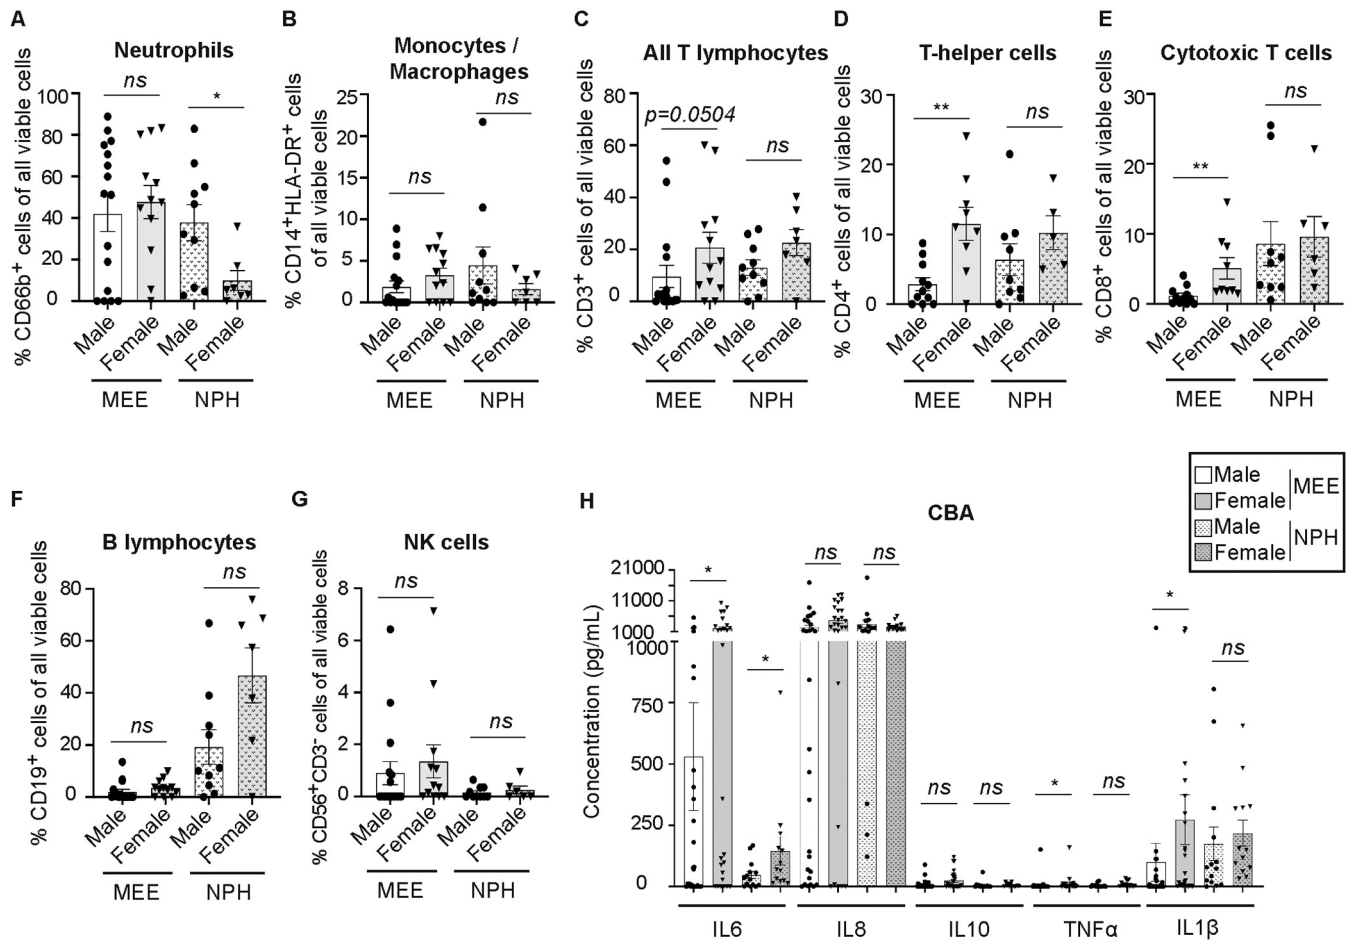 A
Neutrophils
% CD66b⁺ cells of all viable cells
100
80
60
40
20
0
ns
*
Male
Female
Male
Female
MEE
NPH
B
Monocytes /
Macrophages
% CD14⁺HLA-DR⁺ cells
of all viable cells
25
20
15
10
5
0
ns
ns
Male
Female
Male
Female
MEE
NPH
C
All T lymphocytes
% CD3⁺ cells of all viable cells
80
60
40
20
0
p=0.0504
ns
Male
Female
Male
Female
MEE
NPH
D
T-helper cells
% CD4⁺ cells of all viable cells
30
20
10
0
**
ns
Male
Female
Male
Female
MEE
NPH
E
Cytotoxic T cells
% CD8⁺ cells of all viable cells
30
20
10
0
**
ns
Male
Female
Male
Female
MEE
NPH
F
B lymphocytes
% CD19⁺ cells of all viable cells
80
60
40
20
0
ns
ns
Male
Female
Male
Female
MEE
NPH
G
NK cells
% CD56⁺CD3⁻ cells of all viable cells
8
6
4
2
0
ns
ns
Male
Female
Male
Female
MEE
NPH
H
CBA
Male
Female
MEE
Male
Female
NPH
Concentration (pg/mL)
21000
11000
1000
1000
750
500
250
0
*
*
ns
ns
ns
ns
*
ns
*
ns
IL6
IL8
IL10
TNFα
IL1β